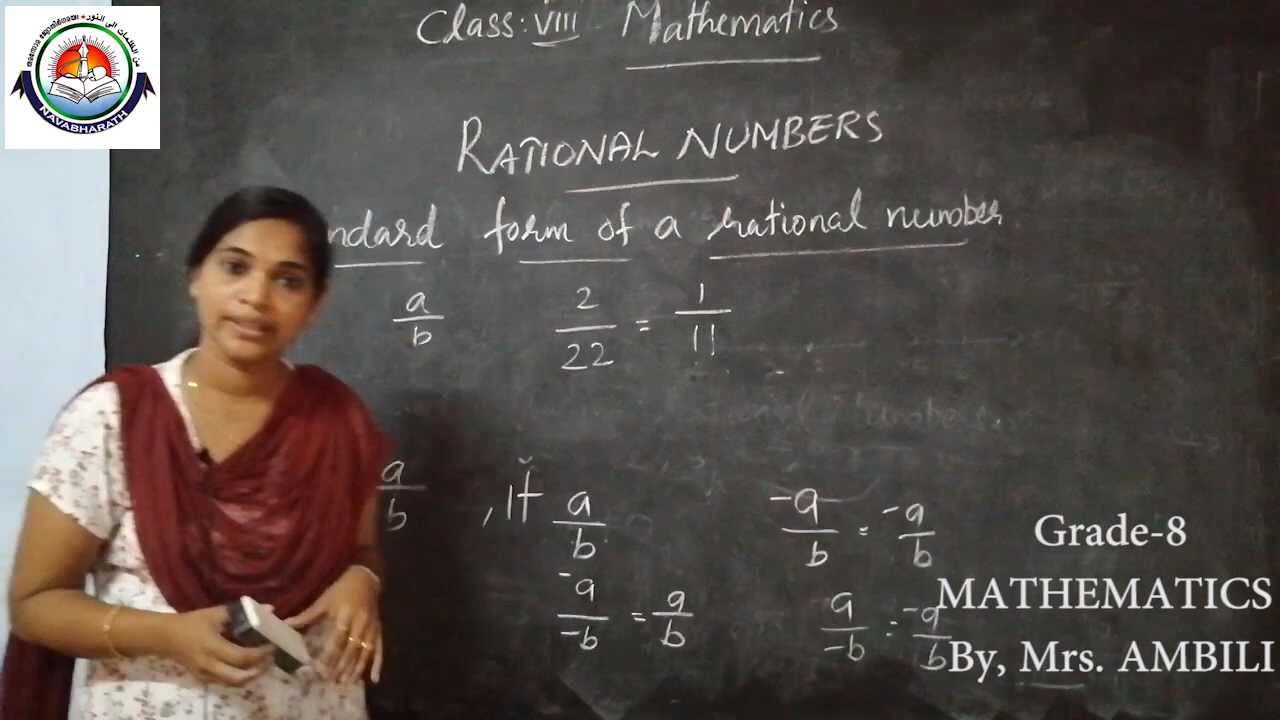 NAVABHARATH
Class: VIII Mathematics
RATIONAL NUMBERS
ndard form of a rational number
a/b 2/22 = 1/11
a/b , If a/b -a/b = -a/b
-a/-b = a/b a/-b = -a/b
Grade-8
MATHEMATICS
By, Mrs. AMBILI